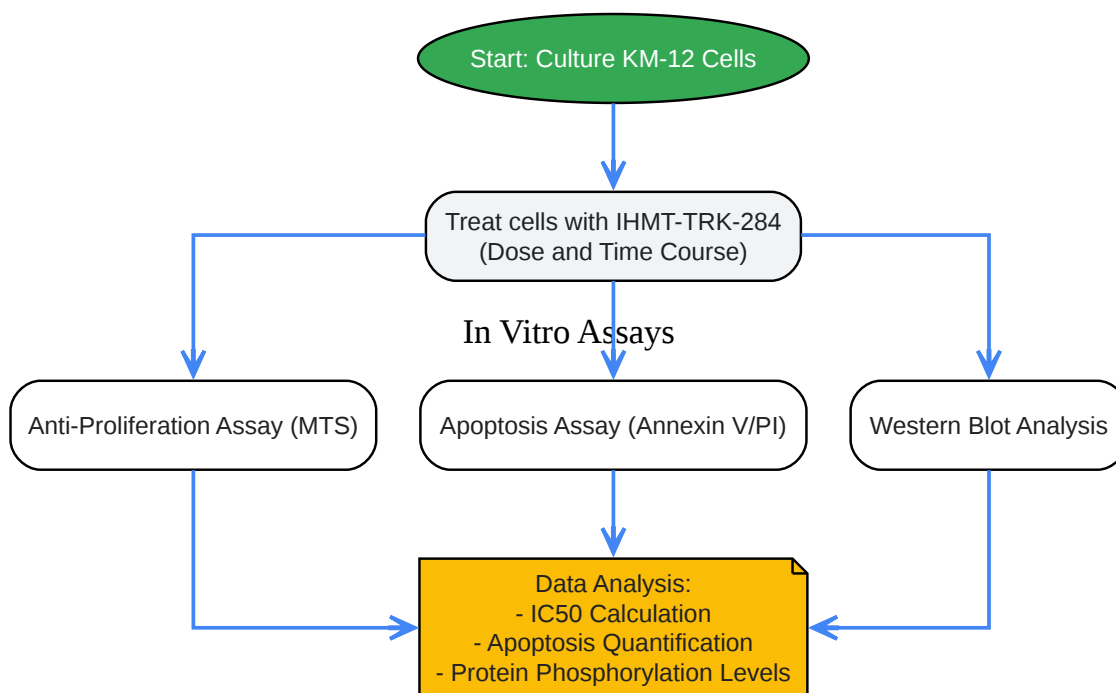 Start: Culture KM-12 Cells
Treat cells with IHMT-TRK-284
(Dose and Time Course)
In Vitro Assays
Anti-Proliferation Assay (MTS)
Apoptosis Assay (Annexin V/PI)
Western Blot Analysis
Data Analysis:
- IC50 Calculation
- Apoptosis Quantification
- Protein Phosphorylation Levels